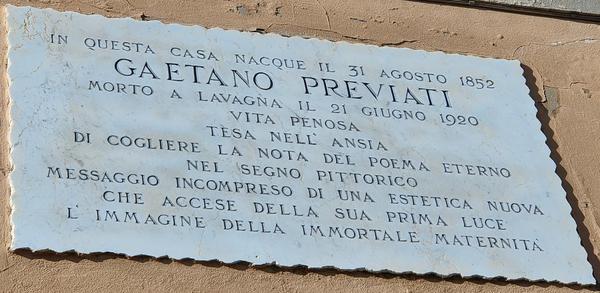 IN QUESTA CASA NACQUE IL 31 AGOSTO 1852
GAETANO PREVIATI
MORTO A LAVAGNA IL 21 GIUGNO 1920
VITA PENOSA
TESA NELL' ANSIA
DI COGLIERE LA NOTA DEL POEMA ETERNO
NEL SEGNO PITTORICO
MESSAGGIO INCOMPRESO DI UNA ESTETICA NUOVA
CHE ACCESE DELLA SUA PRIMA LUCE
L' IMMAGINE DELLA IMMORTALE MATERNITÀ